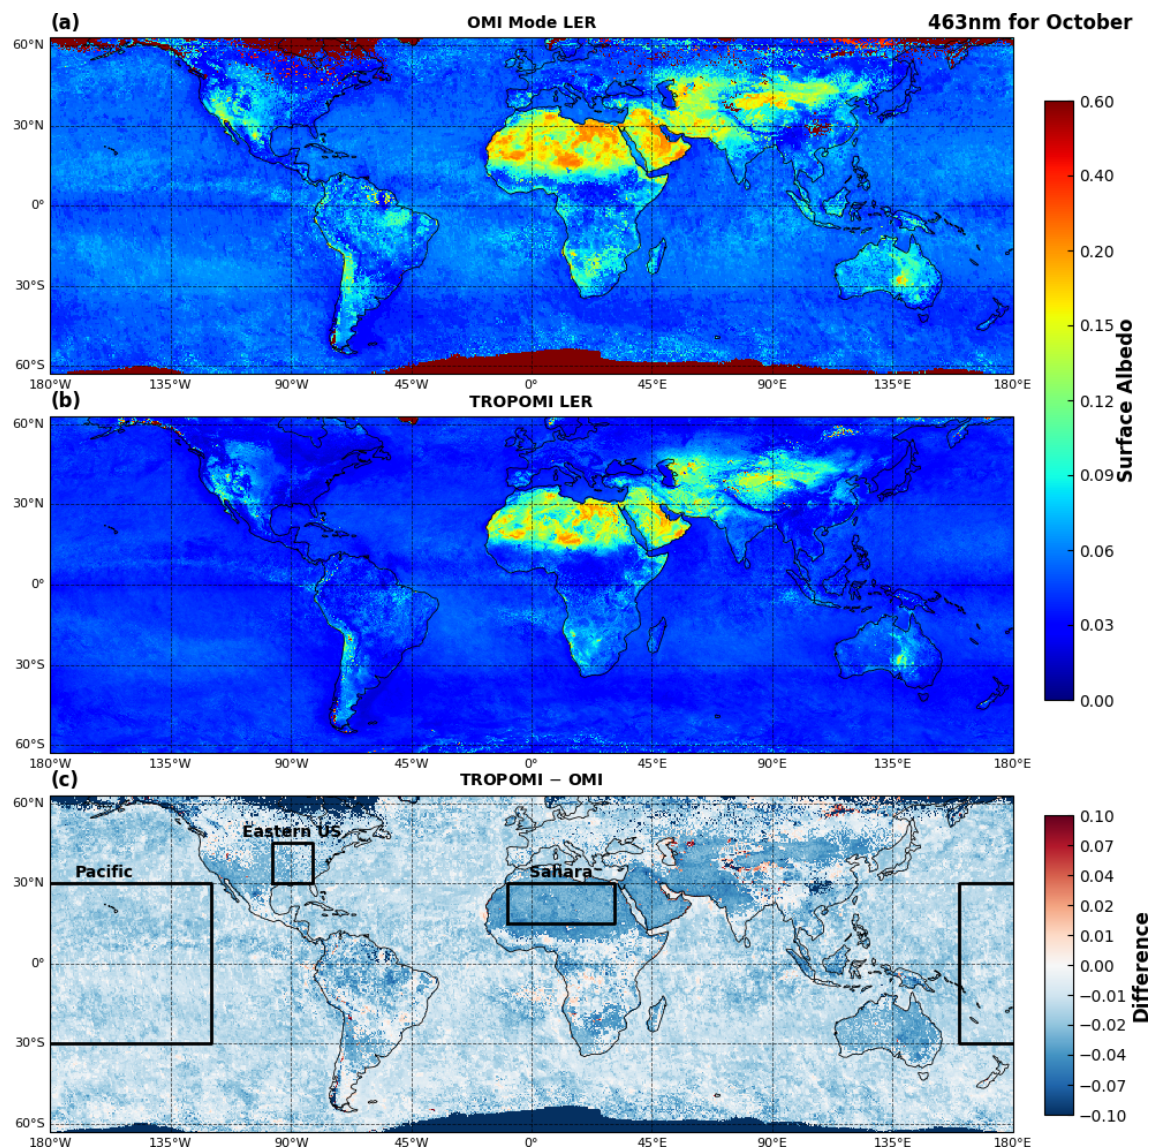 (a)
OMI Mode LER
463nm for October
60°N
30°N
0°
30°S
60°S
180°W 135°W 90°W 45°W 0° 45°E 90°E 135°E 180°E
(b)
TROPOMI LER
60°N
30°N
0°
30°S
60°S
180°W 135°W 90°W 45°W 0° 45°E 90°E 135°E 180°E
0.60
0.40
0.20
0.15
0.12
0.09
0.06
0.03
0.00
Surface Albedo
(c)
TROPOMI − OMI
60°N
30°N
0°
30°S
60°S
Eastern US
Pacific
Sahara
180°W 135°W 90°W 45°W 0° 45°E 90°E 135°E 180°E
0.10
0.07
0.04
0.02
0.01
0.00
−0.01
−0.02
−0.04
−0.07
−0.10
Difference